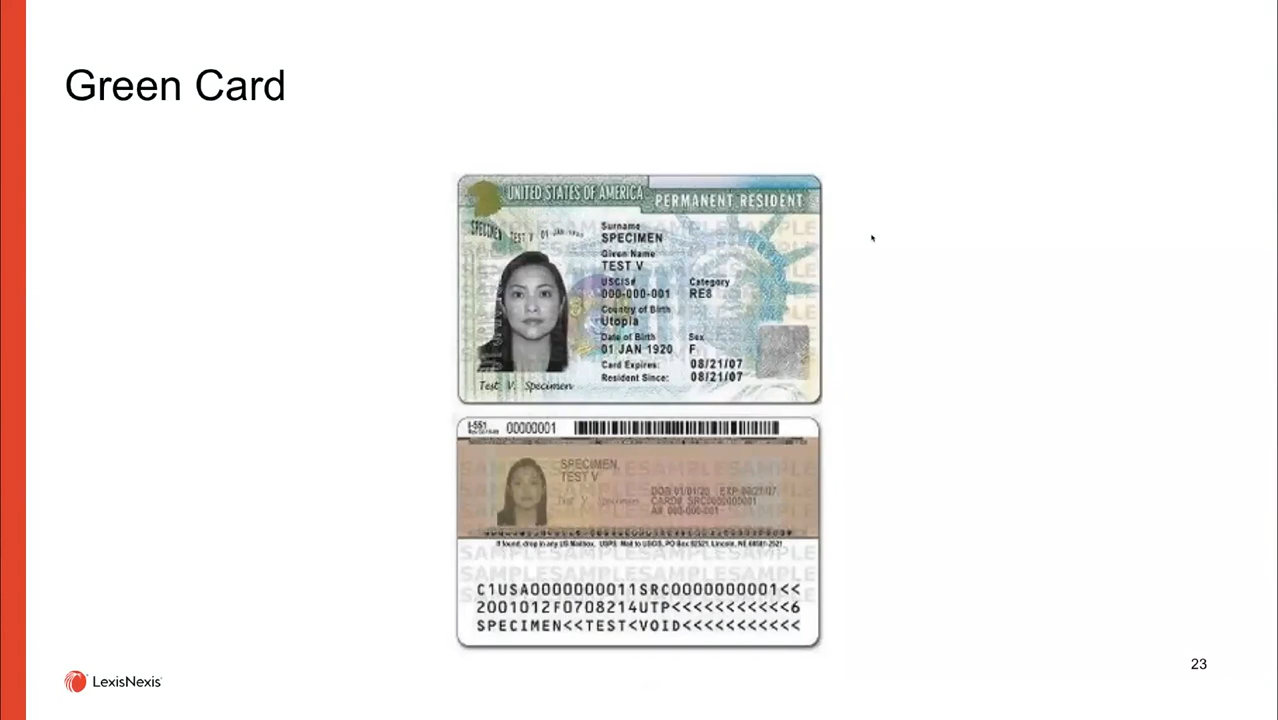 Green Card
UNITED STATES OF AMERICA
PERMANENT RESIDENT
SPECIMEN TEST V 01 JAN 1920
Surname
SPECIMEN
Given Name
TEST V
USCIS# Category
000-000-001 RE8
Country of Birth
Utopia
Date of Birth Sex
01 JAN 1920 F
Card Expires: 08/21/07
Resident Since: 08/21/07
Test V. Specimen
I-551
00000001
SPECIMEN,
TEST V
Test V. Specimen
DOB 01/01/20 EXP 08/21/07
CARD# SRC0000000001
A# 000-000-001
If found, drop in any US Mailbox. USPS: Mail to USCIS, PO Box 82521, Lincoln, NE 68501-2521
SAMPLESAMPLESAMPLESAMPLE
SAMPLESAMPLESAMPLESAMPLE
C1USA0000000011SRC0000000001<<
2001012F0708214UTP<<<<<<<<<<<6
SPECIMEN<<TEST<VOID<<<<<<<<<<<
LexisNexis
23